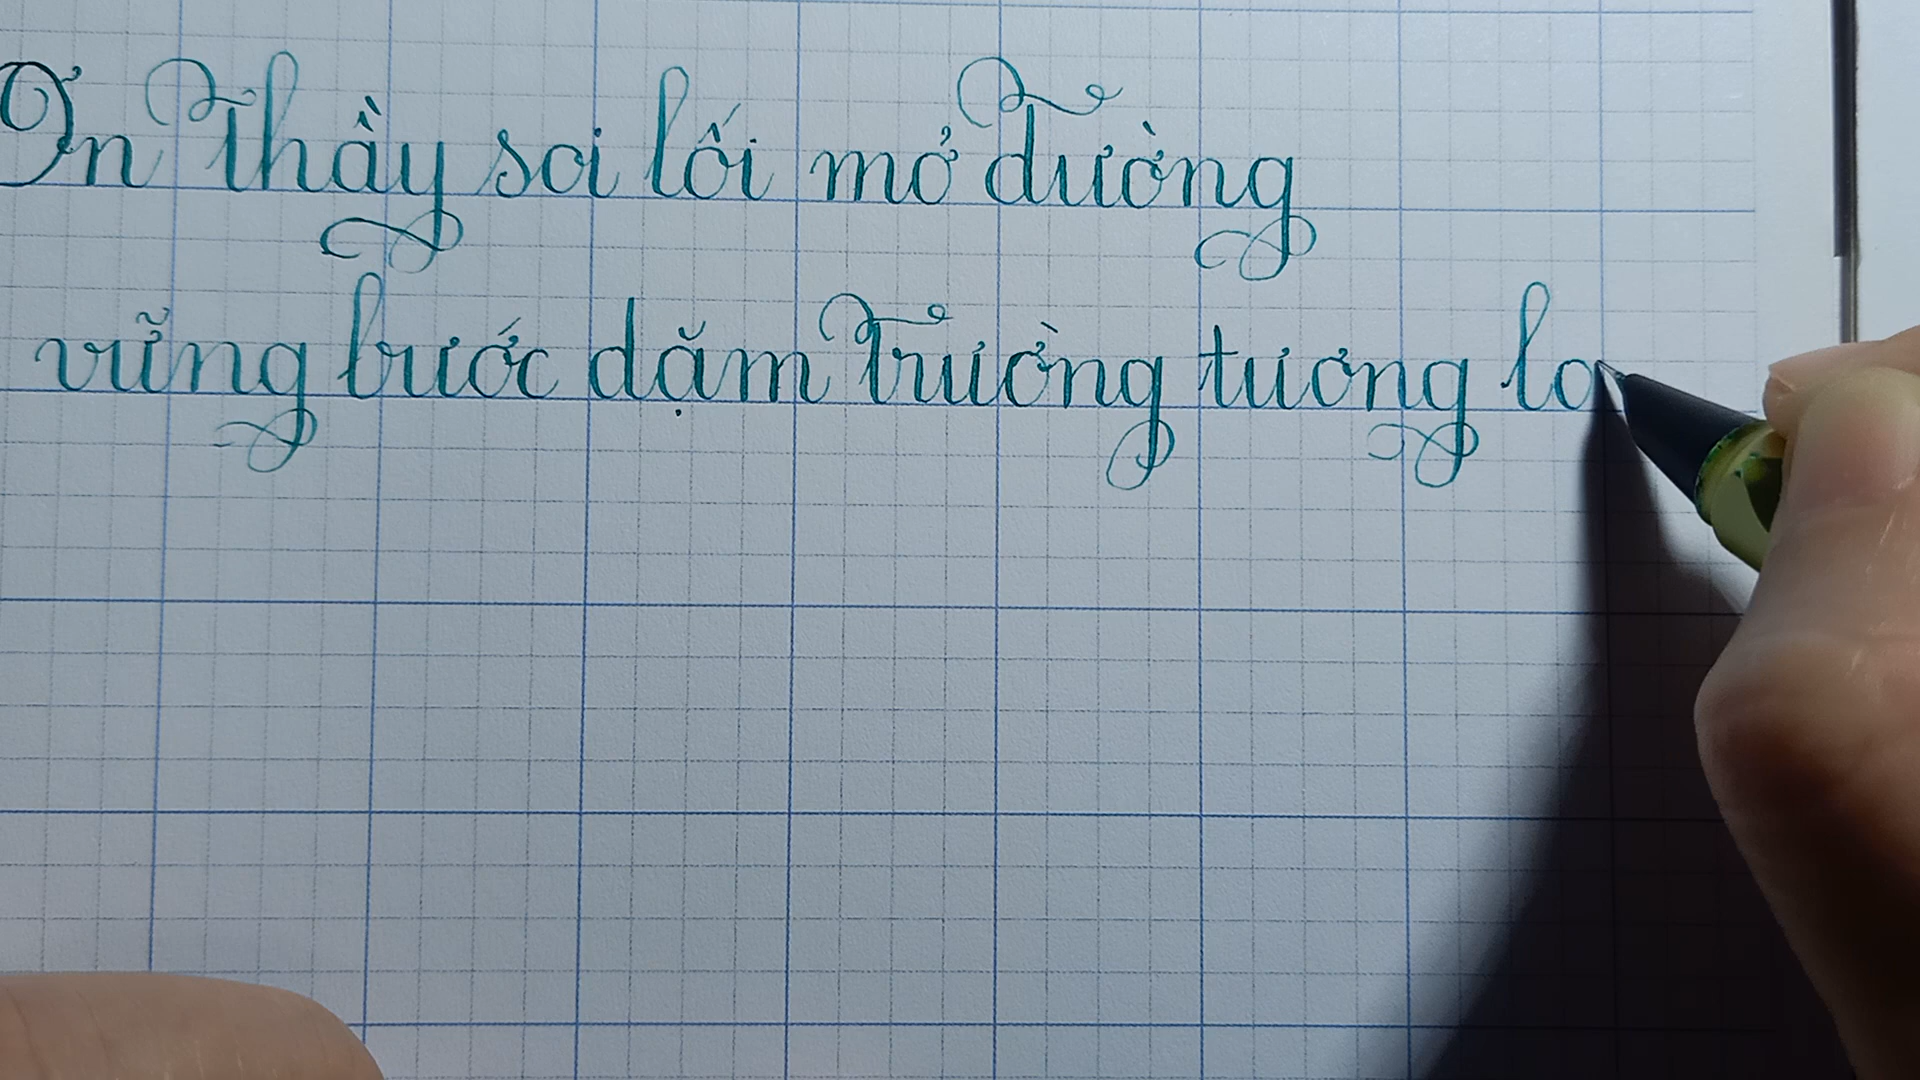 Ơn Thầy soi lối mở đường
vững bước dặm trường tương lo